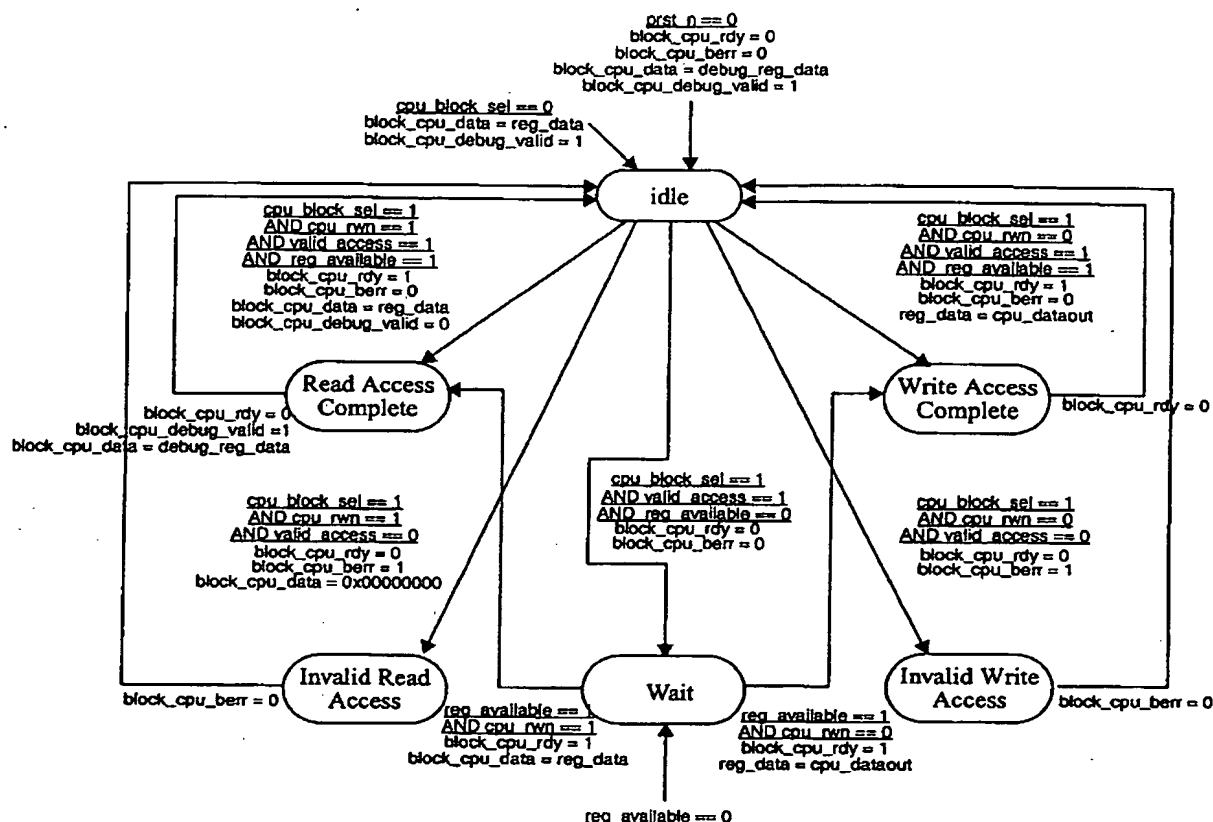 prst_n == 0
block_cpu_rdy = 0
block_cpu_berr = 0
block_cpu_data = debug_reg_data
block_cpu_debug_valid = 1
cpu_block_sel == 0
block_cpu_data = reg_data
block_cpu_debug_valid = 1
idle
cpu_block_sel == 1
AND cpu_rwn == 1
AND valid_access == 1
AND reg_available == 1
block_cpu_rdy = 1
block_cpu_berr = 0
block_cpu_data = reg_data
block_cpu_debug_valid = 0
cpu_block_sel == 1
AND cpu_rwn == 0
AND valid_access == 1
AND reg_available == 1
block_cpu_rdy = 1
block_cpu_berr = 0
reg_data = cpu_dataout
Read Access
Complete
Write Access
Complete
block_cpu_rdy = 0
block_cpu_debug_valid =1
block_cpu_data = debug_reg_data
block_cpu_rdy = 0
cpu_block_sel == 1
AND cpu_rwn == 1
AND valid_access == 0
block_cpu_rdy = 0
block_cpu_berr = 1
block_cpu_data = 0x00000000
cpu_block_sel == 1
AND valid_access == 1
AND reg_available == 0
block_cpu_rdy = 0
block_cpu_berr = 0
cpu_block_sel == 1
AND cpu_rwn == 0
AND valid_access == 0
block_cpu_rdy = 0
block_cpu_berr = 1
Invalid Read
Access
Wait
Invalid Write
Access
block_cpu_berr = 0
reg_available == 1
AND cpu_rwn == 1
block_cpu_rdy = 1
block_cpu_data = reg_data
reg_available == 1
AND cpu_rwn == 0
block_cpu_rdy = 1
reg_data = cpu_dataout
block_cpu_berr = 0
reg_available == 0